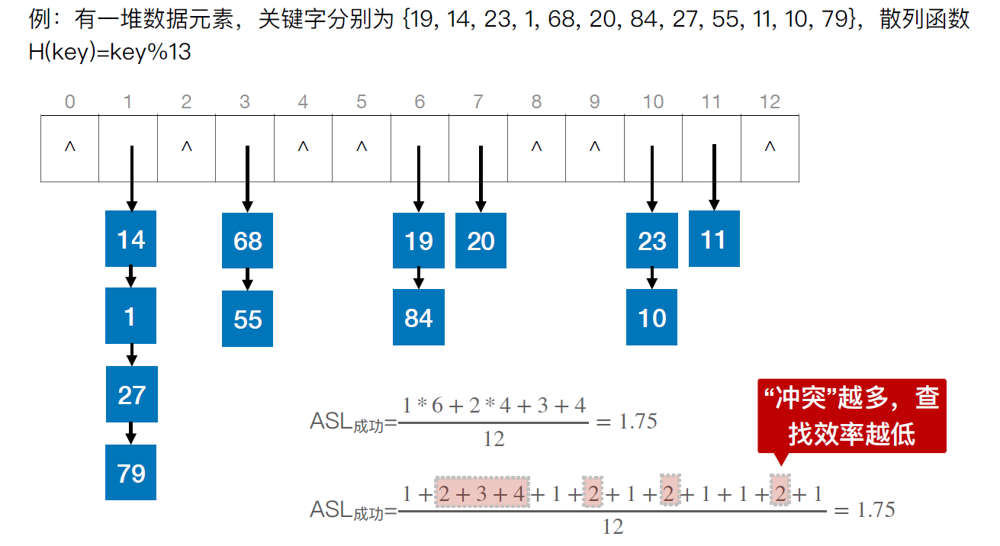 例：有一堆数据元素，关键字分别为 {19, 14, 23, 1, 68, 20, 84, 27, 55, 11, 10, 79}，散列函数
H(key)=key%13
0 1 2 3 4 5 6 7 8 9 10 11 12
^ ^ ^ ^ ^ ^ ^
14 68 19 20 23 11
1 55 84 10
27
79
ASL成功=(1*6+2*4+3+4)/12 = 1.75
“冲突”越多，查
找效率越低
ASL成功=(1+2+3+4+1+2+1+2+1+1+2+1)/12 = 1.75